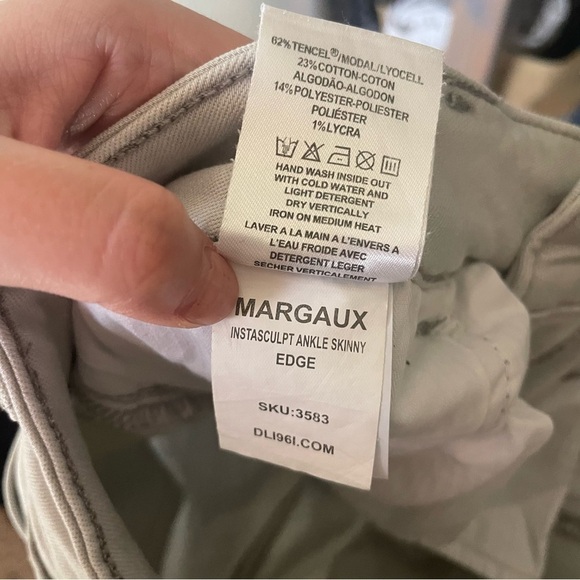 62%TENCEL®/MODAL/LYOCELL
23%COTTON-COTON
ALGODÃO-ALGODON
14%POLYESTER-POLIESTER
POLIÉSTER
1%LYCRA
HAND WASH INSIDE OUT
WITH COLD WATER AND
LIGHT DETERGENT
DRY VERTICALLY
IRON ON MEDIUM HEAT
LAVER A LA MAIN A L'ENVERS A
L'EAU FROIDE AVEC
DETERGENT LEGER
SECHER VERTICALEMENT
MARGAUX
INSTASCULPT ANKLE SKINNY
EDGE
SKU:3583
DLI96I.COM